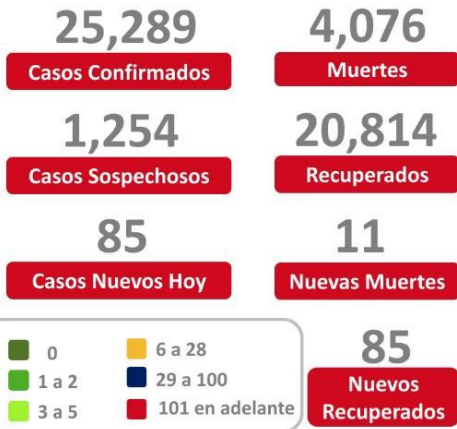 25,289
Casos Confirmados
4,076
Muertes
1,254
Casos Sospechosos
20,814
Recuperados
85
Casos Nuevos Hoy
11
Nuevas Muertes
0
1 a 2
3 a 5
6 a 28
29 a 100
101 en adelante
85
Nuevos
Recuperados